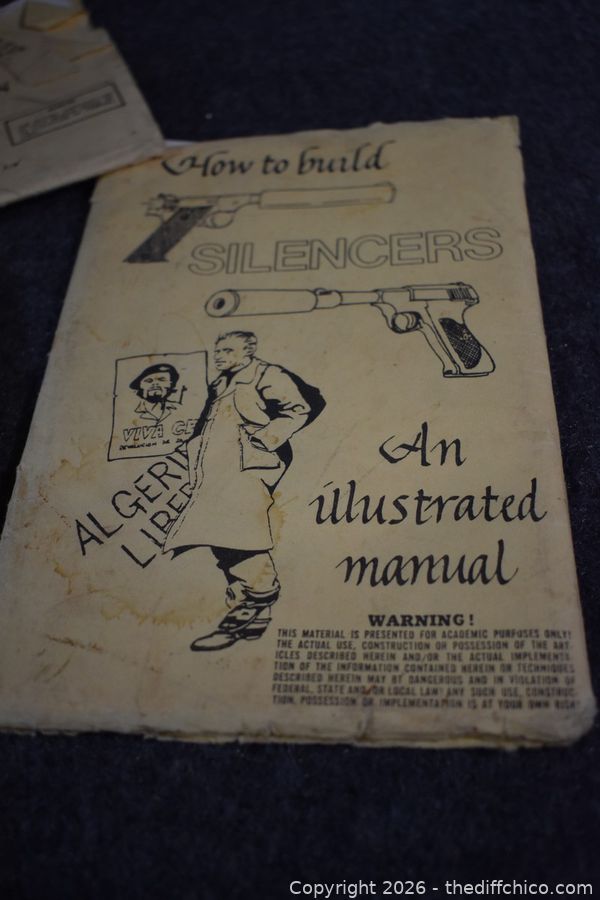 How to build
SILENCERS
VIVA CE
ALGERI
LIBER
An
illustrated
manual
WARNING!
THIS MATERIAL IS PRESENTED FOR ACADEMIC PURPOSES ONLY!
THE ACTUAL USE, CONSTRUCTION OR POSSESSION OF THE ART-
ICLES DESCRIBED HEREIN AND/OR THE ACTUAL IMPLEMENTA-
TION OF THE INFORMATION CONTAINED HEREIN OR TECHNIQUES
DESCRIBED HEREIN MAY BE DANGEROUS AND IN VIOLATION OF
FEDERAL, STATE AND/OR LOCAL LAW! ANY SUCH USE, CONSTRUC-
TION, POSSESSION OR IMPLEMENTATION IS AT YOUR OWN RISK!
Copyright 2026 - thediffchico.com